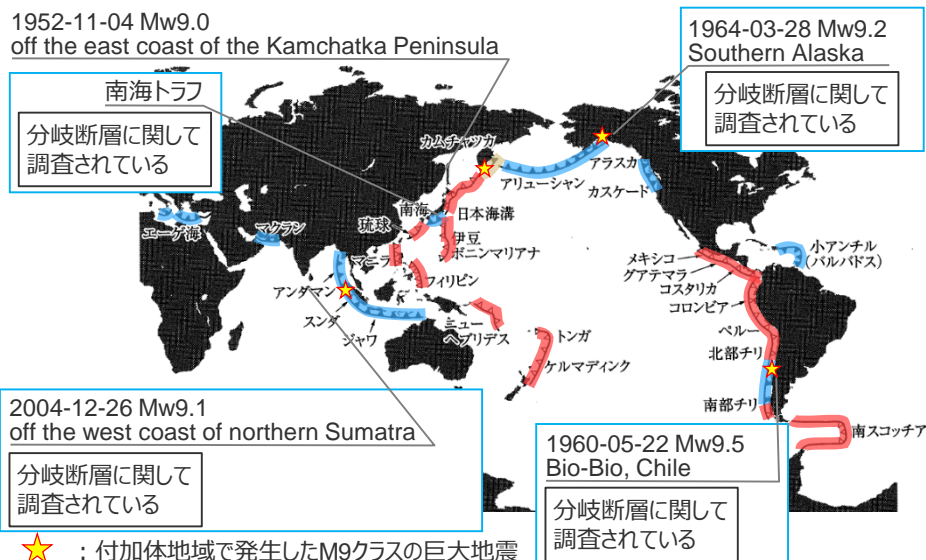 1952-11-04 Mw9.0
off the east coast of the Kamchatka Peninsula
1964-03-28 Mw9.2
Southern Alaska
分岐断層に関して
調査されている
南海トラフ
分岐断層に関して
調査されている
カムチャツカ
アリューシャン
アラスカ
カスケード
南海
日本海溝
琉球
伊豆
ボニンマリアナ
エーゲ海
マクラン
マニラ
フィリピン
アンダマン
スンダ
ジャワ
ニュー
ヘブリデス
トンガ
ケルマディック
メキシコ
グアテマラ
コスタリカ
コロンビア
ペルー
北部チリ
南部チリ
小アンチル
(バルバドス)
南スコッチア
2004-12-26 Mw9.1
off the west coast of northern Sumatra
分岐断層に関して
調査されている
1960-05-22 Mw9.5
Bio-Bio, Chile
分岐断層に関して
調査されている
：付加体地域で発生したM9クラスの巨大地震